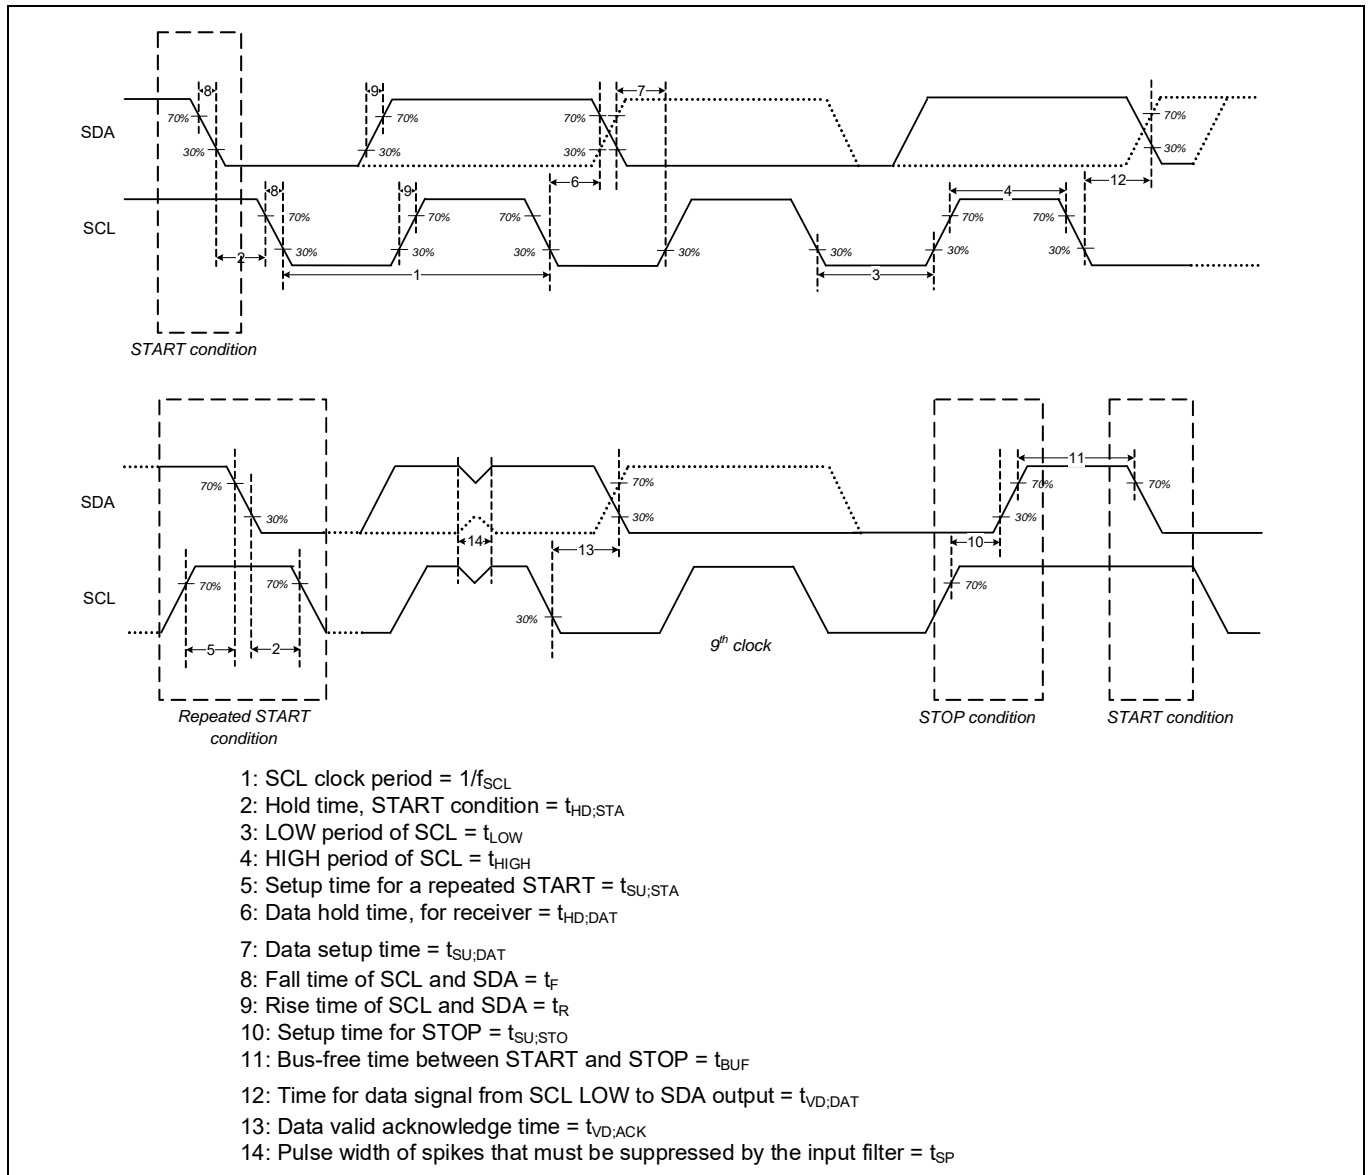 8 9 7
70% 70% 70% 70%
SDA
30% 30% 30% 30%
6 12
8 9 4
70% 70% 70% 70% 70%
SCL
30% 30% 30% 30% 30% 30%
2 1 3
START condition
11
70% 70% 70% 70%
SDA
30% 30% 30%
14 13 10
70% 70% 70%
SCL
30%
9th clock
5 2
Repeated START
condition
STOP condition
START condition
1: SCL clock period = 1/fSCL
2: Hold time, START condition = tHD;STA
3: LOW period of SCL = tLOW
4: HIGH period of SCL = tHIGH
5: Setup time for a repeated START = tSU;STA
6: Data hold time, for receiver = tHD;DAT
7: Data setup time = tSU;DAT
8: Fall time of SCL and SDA = tF
9: Rise time of SCL and SDA = tR
10: Setup time for STOP = tSU;STO
11: Bus-free time between START and STOP = tBUF
12: Time for data signal from SCL LOW to SDA output = tVD;DAT
13: Data valid acknowledge time = tVD;ACK
14: Pulse width of spikes that must be suppressed by the input filter = tSP